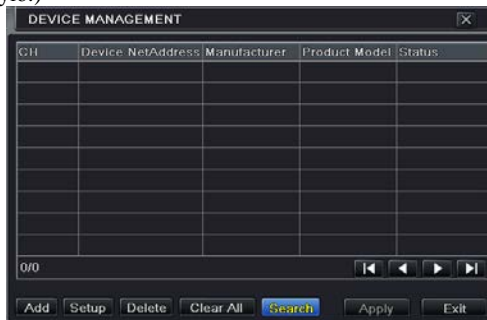 DEVICE MANAGEMENT
CH Device NetAddress Manufacturer Product Model Status
0/0
Add Setup Delete Clear All Search Apply Exit